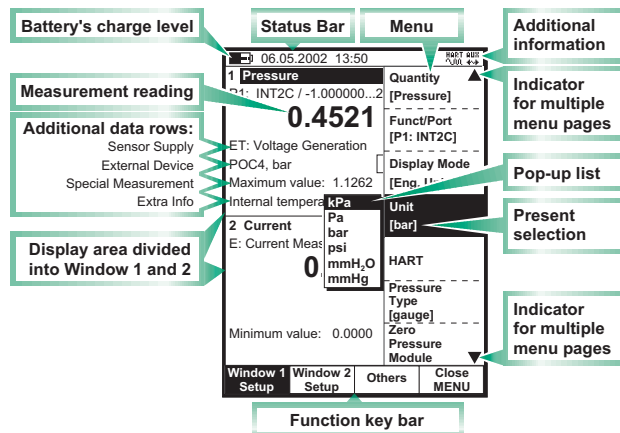 Battery's charge level
Status Bar
Menu
Additional
information
06.05.2002 13:50
HART AUX
1 Pressure
P1: INT2C / -1.000000...2
0.4521
ET: Voltage Generation
POC4, bar
Maximum value: 1.1262
Internal tempera
2 Current
E: Current Meas
0.
Minimum value: 0.0000
kPa
Pa
bar
psi
mmH₂O
mmHg
Quantity
[Pressure]
Funct/Port
[P1: INT2C]
Display Mode
[Eng. Un
Unit
[bar]
HART
Pressure
Type
[gauge]
Zero
Pressure
Module
Window 1
Setup
Window 2
Setup
Others
Close
MENU
Measurement reading
Additional data rows:
Sensor Supply
External Device
Special Measurement
Extra Info
Display area divided
into Window 1 and 2
Indicator
for multiple
menu pages
Pop-up list
Present
selection
Indicator
for multiple
menu pages
Function key bar